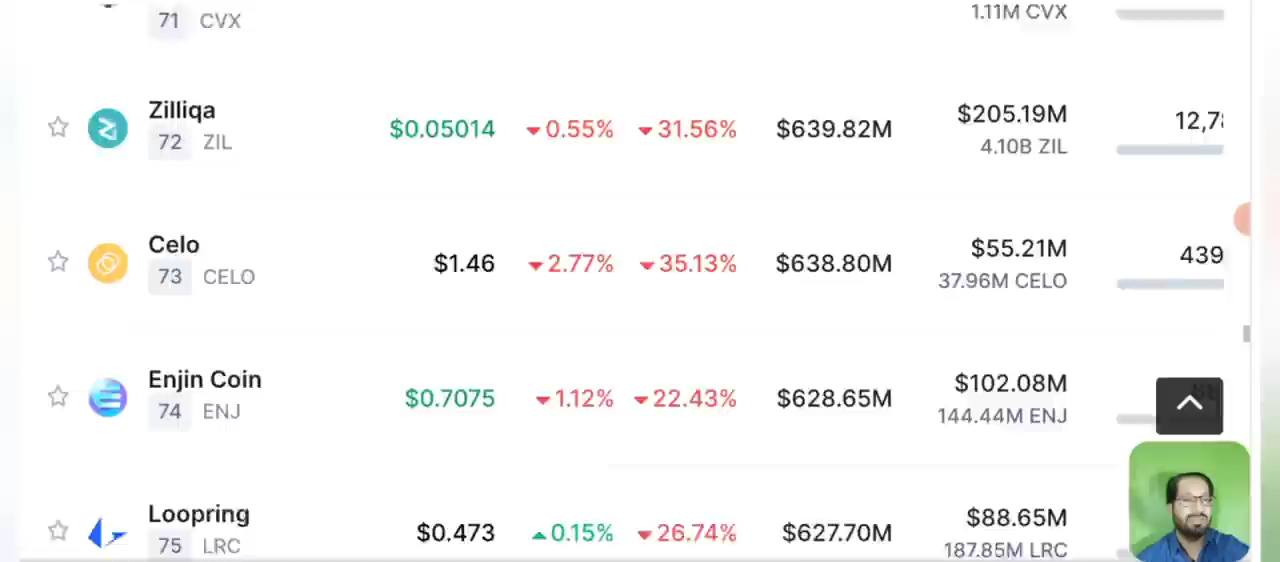 71 CVX 1.11M CVX
Zilliqa
72 ZIL $0.05014 0.55% 31.56% $639.82M $205.19M 12,78
4.10B ZIL
Celo
73 CELO $1.46 2.77% 35.13% $638.80M $55.21M 439
37.96M CELO
Enjin Coin
74 ENJ $0.7075 1.12% 22.43% $628.65M $102.08M
144.44M ENJ
Loopring
75 LRC $0.473 0.15% 26.74% $627.70M $88.65M
187.85M LRC